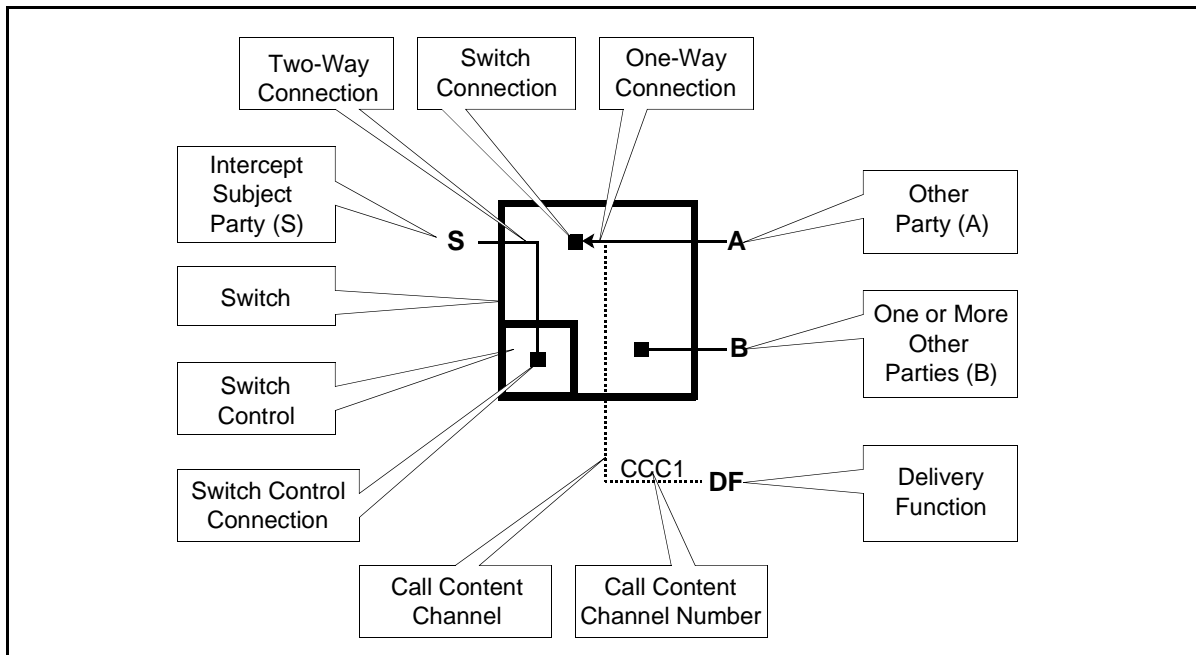 Two-Way
Connection
Switch
Connection
One-Way
Connection
Intercept
Subject
Party (S)
S
A
Other
Party (A)
Switch
B
One or More
Other
Parties (B)
Switch
Control
CCC1
DF
Switch Control
Connection
Delivery
Function
Call Content
Channel
Call Content
Channel Number